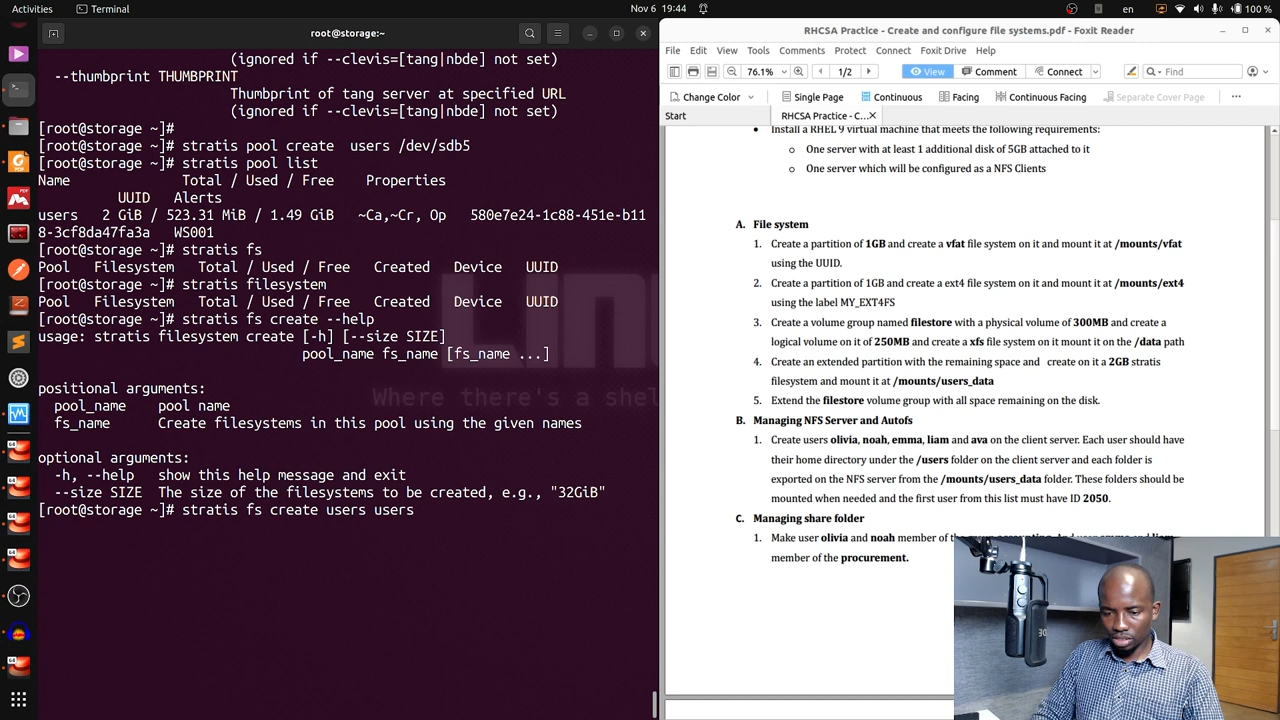 Activities
Terminal
Nov 6 19:44
100 %
root@storage:~
(ignored if --clevis=[tang|nbde] not set)
--thumbprint THUMBPRINT
Thumbprint of tang server at specified URL
(ignored if --clevis=[tang|nbde] not set)
[root@storage ~]#
[root@storage ~]# stratis pool create  users /dev/sdb5
[root@storage ~]# stratis pool list
Name              Total / Used / Free    Properties
UUID   Alerts
users   2 GiB / 523.31 MiB / 1.49 GiB   ~Ca,~Cr, Op   580e7e24-1c88-451e-b11
8-3cf8da9fa3a   WS001
[root@storage ~]# stratis fs
Pool   Filesystem   Total / Used / Free   Created   Device   UUID
[root@storage ~]# stratis filesystem
Pool   Filesystem   Total / Used / Free   Created   Device   UUID
[root@storage ~]# stratis fs create --help
usage: stratis filesystem create [-h] [--size SIZE]
pool_name fs_name [fs_name ...]
positional arguments:
pool_name   pool name
fs_name   Create filesystems in this pool using the given names
Where there's a shel
optional arguments:
-h, --help   show this help message and exit
--size SIZE  The size of the filesystems to be created, e.g., "32GiB"
[root@storage ~]# stratis fs create users users
RHCSA Practice - Create and configure file systems.pdf - Foxit Reader
File Edit View Tools Comments Protect Connect Foxit Drive Help
76.1% 1/2 View Comment Connect Find
Change Color Single Page Continuous Facing Continuous Facing Separate Cover Page ...
Start RHCSA Practice - C...
• Install a RHEL 9 virtual machine that meets the following requirements:
o One server with at least 1 additional disk of 5GB attached to it
o One server which will be configured as a NFS Clients
A. File system
1. Create a partition of 1GB and create a vfat file system on it and mount it at /mounts/vfat
using the UUID.
2. Create a partition of 1GB and create a ext4 file system on it and mount it at /mounts/ext4
using the label MY_EXT4FS
3. Create a volume group named filestore with a physical volume of 300MB and create a
logical volume on it of 250MB and create a xfs file system on it mount it on the /data path
4. Create an extended partition with the remaining space and create on it a 2GB stratis
filesystem and mount it at /mounts/users_data
5. Extend the filestore volume group with all space remaining on the disk.
B. Managing NFS Server and Autofs
1. Create users olivia, noah, emma, liam and ava on the client server. Each user should have
their home directory under the /users folder on the client server and each folder is
exported on the NFS server from the /mounts/users_data folder. These folders should be
mounted when needed and the first user from this list must have ID 2050.
C. Managing share folder
1. Make user olivia and noah member of the
member of the procurement.